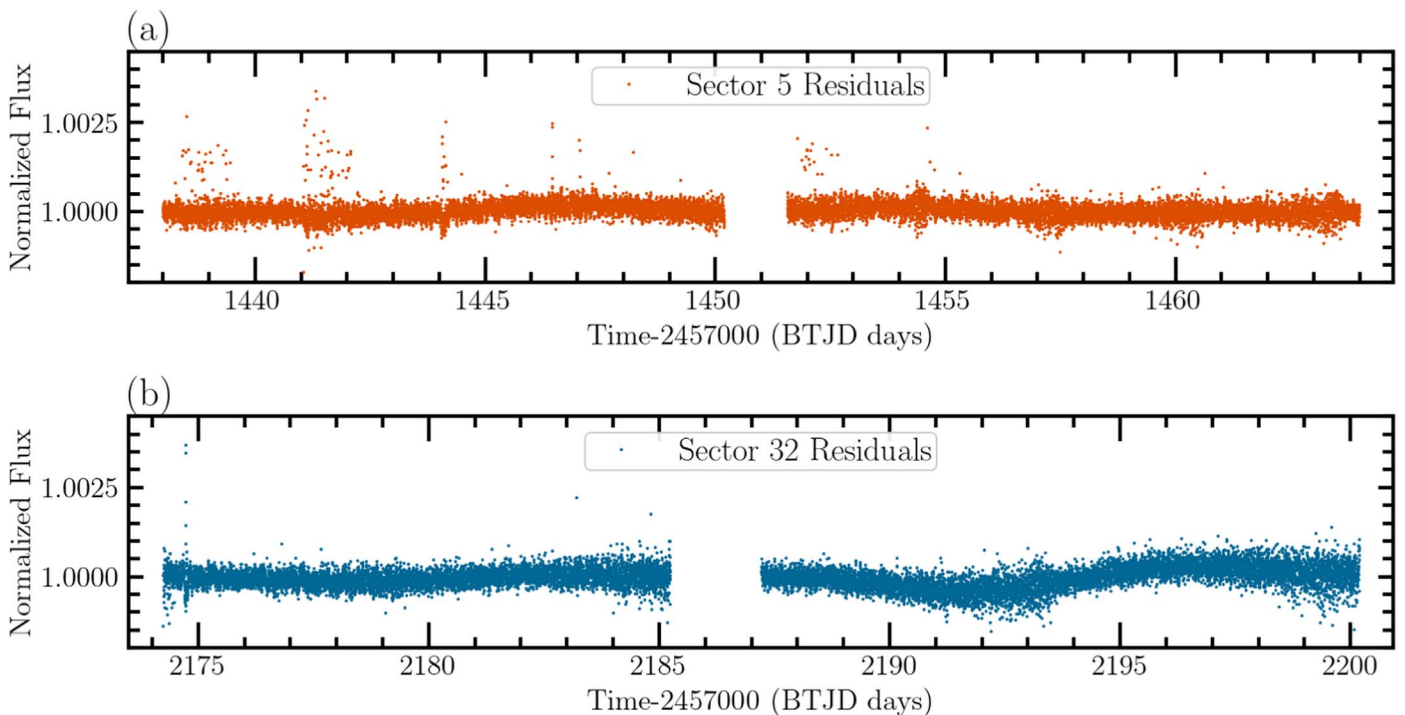 (a)
Sector 5 Residuals
Normalized Flux
1.0025
1.0000
1440 1445 1450 1455 1460
Time-2457000 (BTJD days)
(b)
Sector 32 Residuals
Normalized Flux
1.0025
1.0000
2175 2180 2185 2190 2195 2200
Time-2457000 (BTJD days)